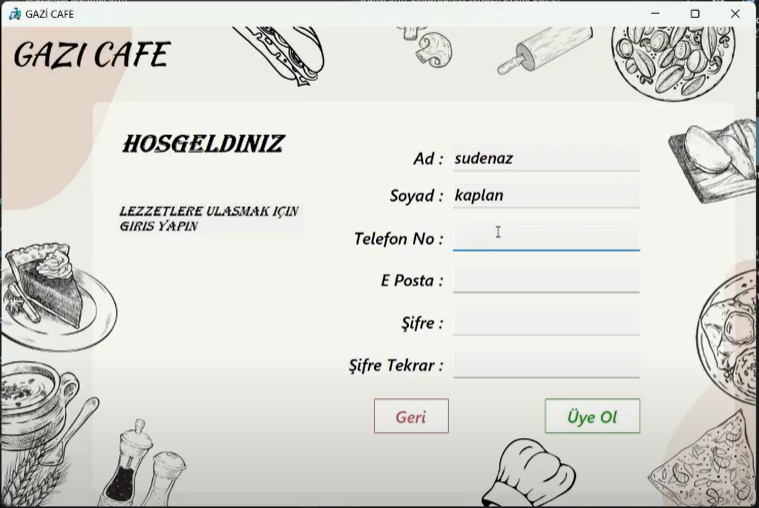 GAZİ CAFE
GAZI CAFE
HOSGELDINIZ
LEZZETLERE ULASMAK IÇIN
GIRIS YAPIN
Ad : sudenaz
Soyad : kaplan
Telefon No :
E Posta :
Şifre :
Şifre Tekrar :
Geri
Üye Ol